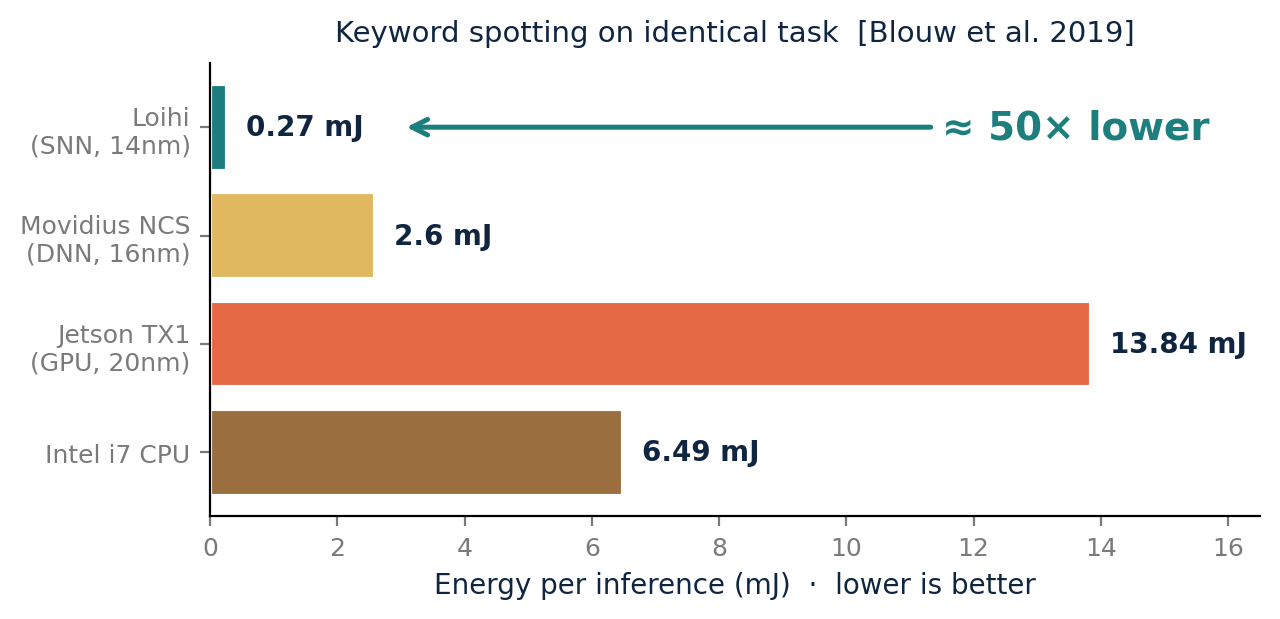 Keyword spotting on identical task  [Blouw et al. 2019]
Loihi
(SNN, 14nm)
0.27 mJ
≈ 50× lower
Movidius NCS
(DNN, 16nm)
2.6 mJ
Jetson TX1
(GPU, 20nm)
13.84 mJ
Intel i7 CPU
6.49 mJ
0 2 4 6 8 10 12 14 16
Energy per inference (mJ)  ·  lower is better